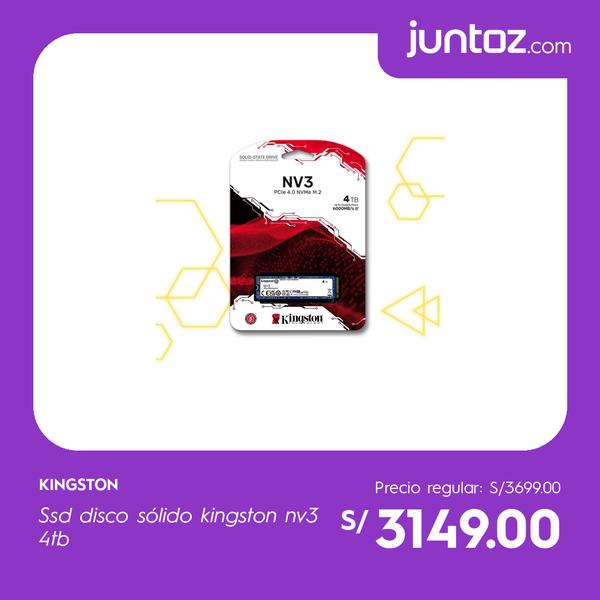 juntoz.com
SOLID-STATE DRIVE
NV3
PCIe 4.0 NVMe M.2
4TB
6000MB/s
Kingston
KINGSTON
Ssd disco sólido kingston nv3
4tb
Precio regular: S/3699.00
S/ 3149.00